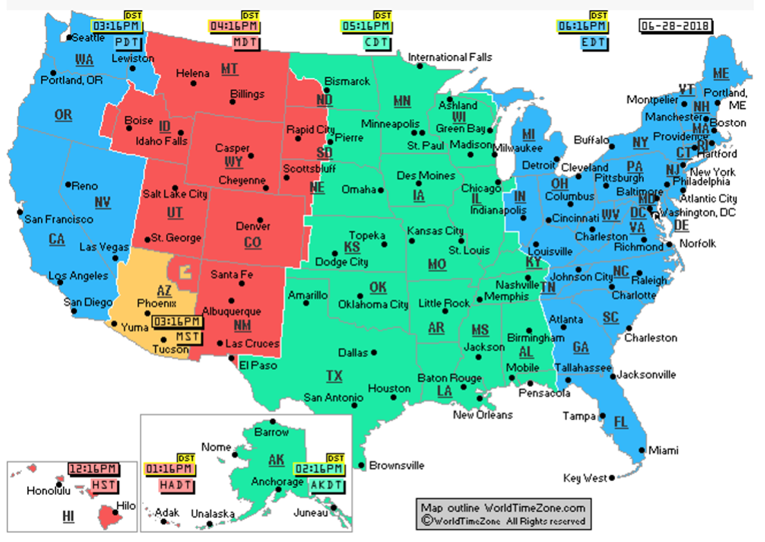 DST
03:16PM
PDT
DST
04:16PM
MDT
DST
05:16PM
CDT
DST
06:16PM
EDT
06-28-2018
Seattle
WA
Lewiston
Portland, OR
OR
Helena
MT
Billings
Boise
ID
Idaho Falls
Casper
WY
Cheyenne
Reno
NV
Salt Lake City
UT
Denver
CO
San Francisco
CA
Las Vegas
St. George
Los Angeles
San Diego
AZ
Phoenix
03:16PM
MST
Yuma
Tucson
Santa Fe
Albuquerque
NM
Las Cruces
El Paso
Bismarck
ND
Rapid City
Pierre
SD
Scottsbluff
NE
Omaha
International Falls
MN
Minneapolis
St. Paul
Ashland
WI
Green Bay
Madison
Milwaukee
Des Moines
IA
Chicago
IL
Indianapolis
IN
Topeka
KS
Dodge City
Kansas City
St. Louis
MO
Amarillo
OK
Oklahoma City
Little Rock
AR
Memphis
Nashville
TN
KY
Louisville
Dallas
TX
San Antonio
Houston
Brownsville
Jackson
MS
Baton Rouge
LA
New Orleans
Birmingham
AL
Mobile
Pensacola
MI
Detroit
Cleveland
OH
Columbus
Cincinnati
Pittsburgh
PA
Buffalo
NY
ME
Portland,
ME
VT
Montpelier
NH
Manchester
MA
Boston
Providence
RI
CT
Hartford
New York
NJ
Philadelphia
Atlantic City
Baltimore
MD
DC
Washington, DC
DE
WV
Charleston
VA
Richmond
Norfolk
Johnson City
NC
Raleigh
Charlotte
SC
Charleston
Atlanta
GA
Tallahassee
Jacksonville
Tampa
FL
Miami
Key West
12:16PM
HST
Honolulu
Hilo
HI
DST
01:16PM
HADT
Barrow
Nome
AK
Anchorage
DST
02:16PM
AKDT
Juneau
Adak
Unalaska
Map outline WorldTimeZone.com
©WorldTimeZone All Rights reserved